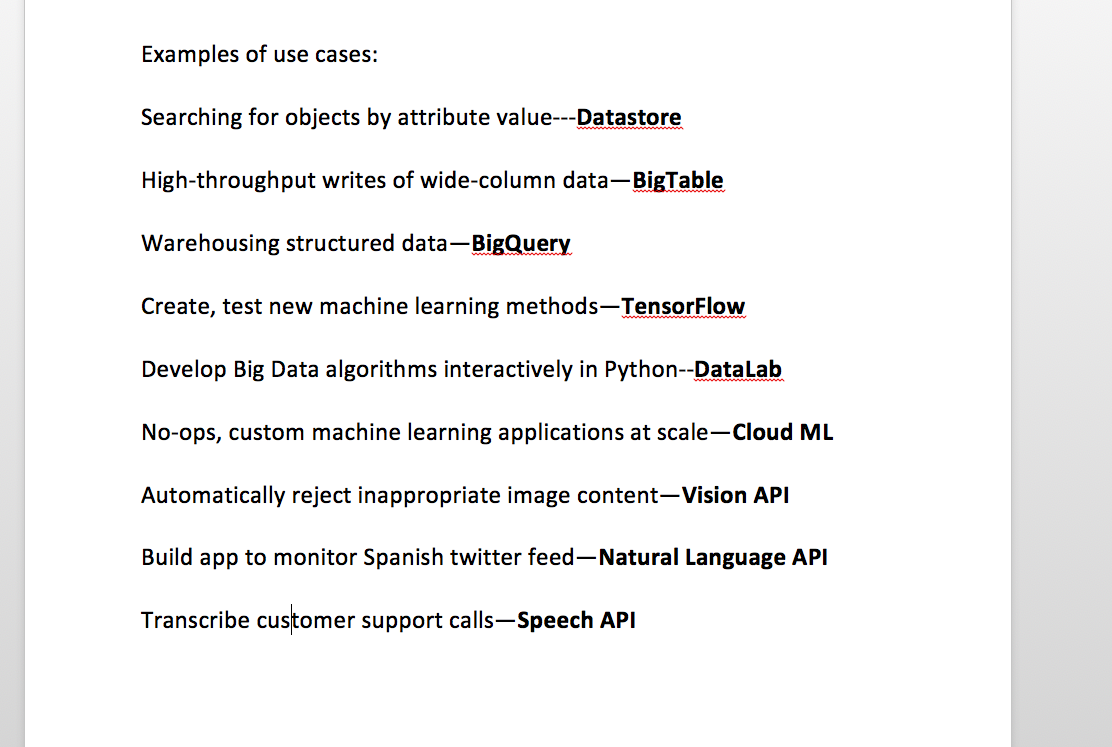 Examples of use cases:
Searching for objects by attribute value---Datastore
High-throughput writes of wide-column data—BigTable
Warehousing structured data—BigQuery
Create, test new machine learning methods—TensorFlow
Develop Big Data algorithms interactively in Python--DataLab
No-ops, custom machine learning applications at scale—Cloud ML
Automatically reject inappropriate image content—Vision API
Build app to monitor Spanish twitter feed—Natural Language API
Transcribe customer support calls—Speech API